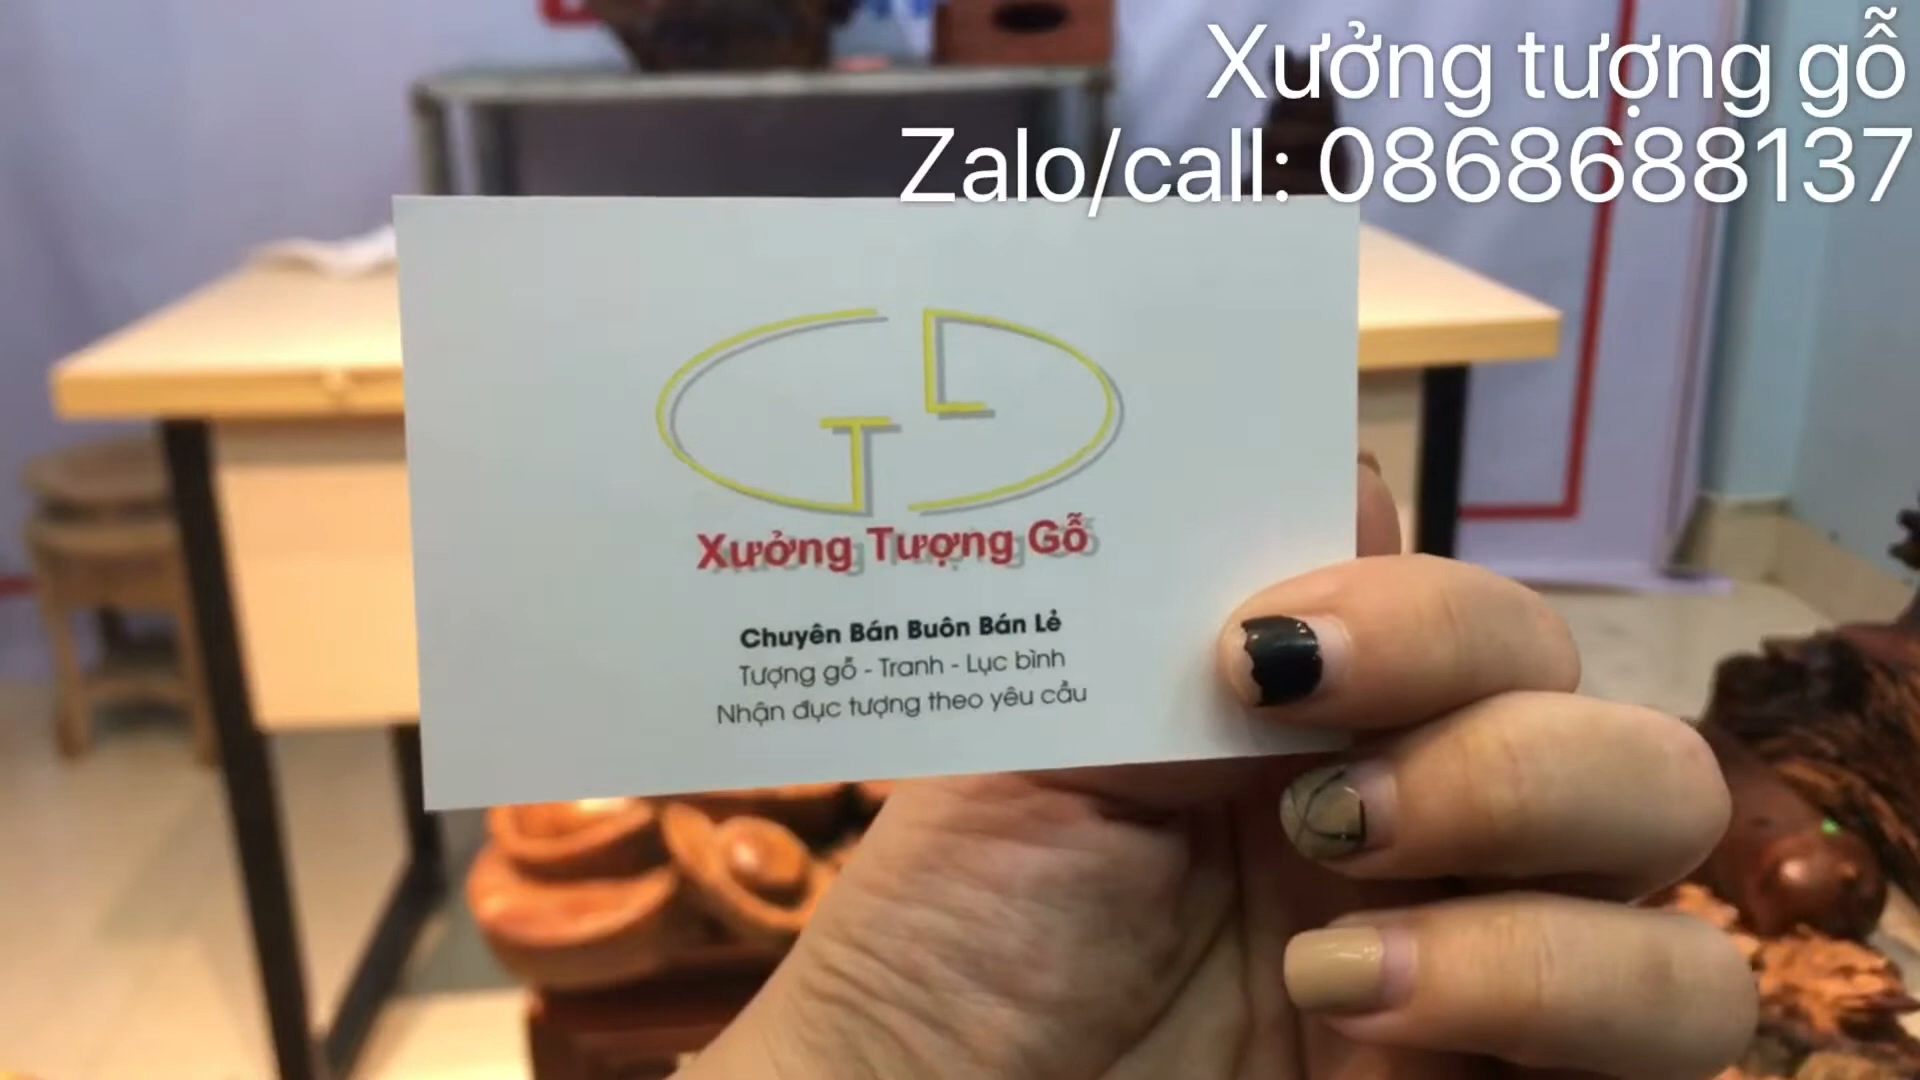 Xưởng tượng gỗ
Zalo/call: 0868688137
Xưởng Tượng Gỗ
Chuyên Bán Buôn Bán Lẻ
Tượng gỗ - Tranh - Lục bình
Nhận đục tượng theo yêu cầu